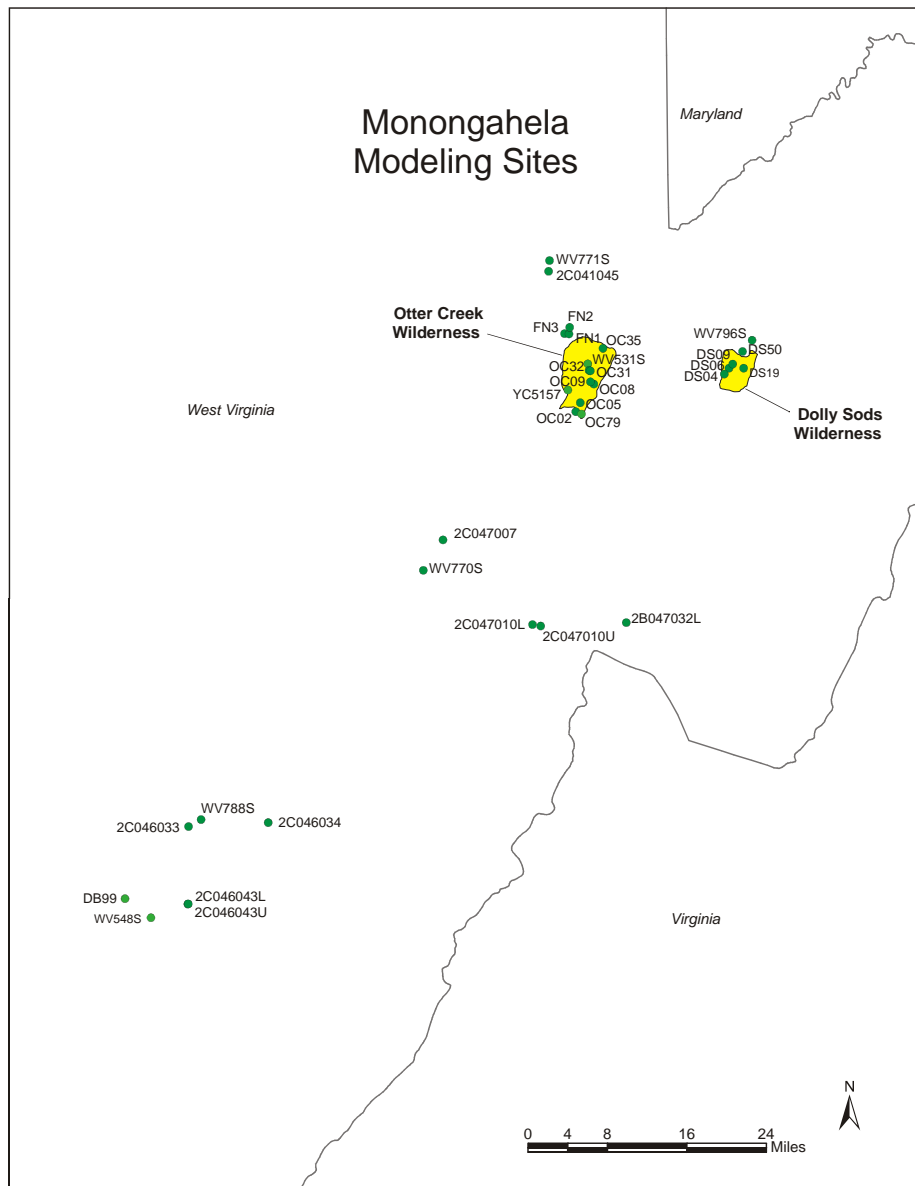 Monongahela
Modeling Sites
Maryland
WV771S
2C041045
FN2
FN3
FN1
OC35
Otter Creek
Wilderness
WV531S
OC32
OC31
OC09
OC08
YC5157
OC05
OC02
OC79
WV796S
DS50
DS09
DS06
DS04
DS19
Dolly Sods
Wilderness
West Virginia
2C047007
WV770S
2C047010L
2C047010U
2B047032L
WV788S
2C046033
2C046034
DB99
WV548S
2C046043L
2C046043U
Virginia
N
0 4 8 16 24
Miles